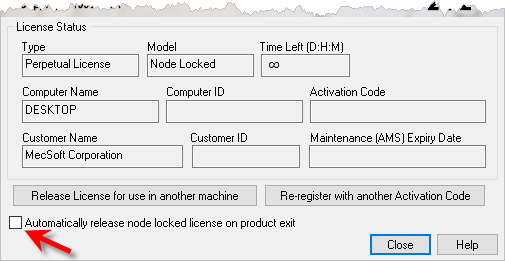 License Status
Type Model Time Left (D:H:M)
Perpetual License Node Locked ∞
Computer Name Computer ID Activation Code
DESKTOP
Customer Name Customer ID Maintenance (AMS) Expiry Date
MecSoft Corporation
Release License for use in another machine Re-register with another Activation Code
Automatically release node locked license on product exit
Close Help